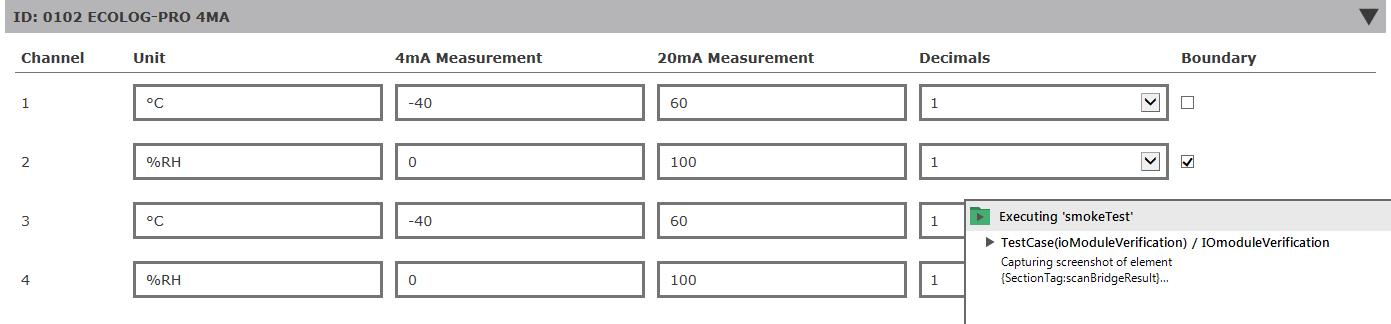 ID: 0102 ECOLOG-PRO 4MA
Channel Unit 4mA Measurement 20mA Measurement Decimals Boundary
1 °C -40 60 1
2 %RH 0 100 1
3 °C -40 60 1
Executing 'smokeTest'
TestCase(ioModuleVerification) / IOmoduleVerification
Capturing screenshot of element
{SectionTag:scanBridgeResult}...
4 %RH 0 100 1